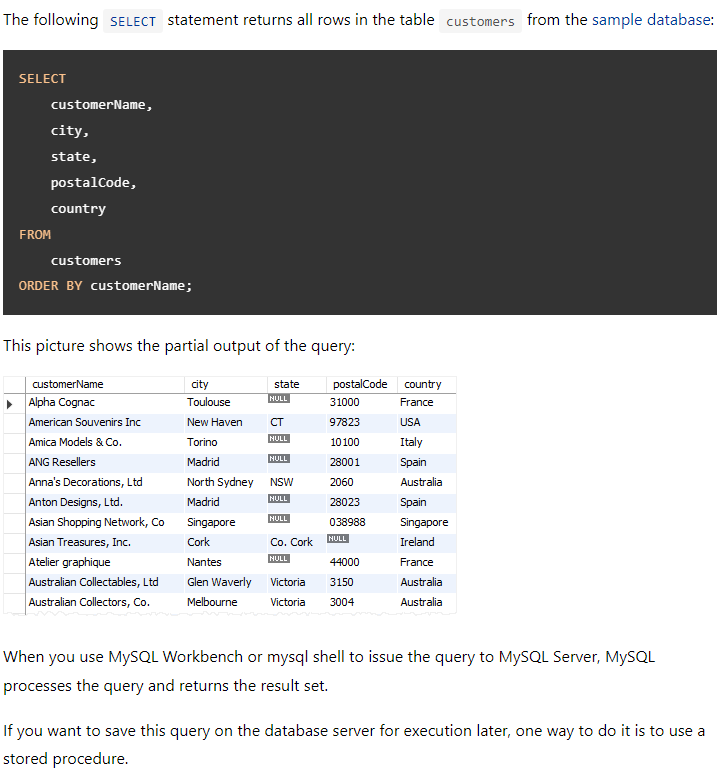 The following SELECT statement returns all rows in the table customers from the sample database:
SELECT
customerName,
city,
state,
postalCode,
country
FROM
customers
ORDER BY customerName;
This picture shows the partial output of the query:
customerName city state postalCode country
Alpha Cognac Toulouse NULL 31000 France
American Souvenirs Inc New Haven CT 97823 USA
Amica Models & Co. Torino NULL 10100 Italy
ANG Resellers Madrid NULL 28001 Spain
Anna's Decorations, Ltd North Sydney NSW 2060 Australia
Anton Designs, Ltd. Madrid NULL 28023 Spain
Asian Shopping Network, Co Singapore NULL 038988 Singapore
Asian Treasures, Inc. Cork Co. Cork NULL Ireland
Atelier graphique Nantes NULL 44000 France
Australian Collectables, Ltd Glen Waverly Victoria 3150 Australia
Australian Collectors, Co. Melbourne Victoria 3004 Australia
When you use MySQL Workbench or mysql shell to issue the query to MySQL Server, MySQL
processes the query and returns the result set.
If you want to save this query on the database server for execution later, one way to do it is to use a
stored procedure.